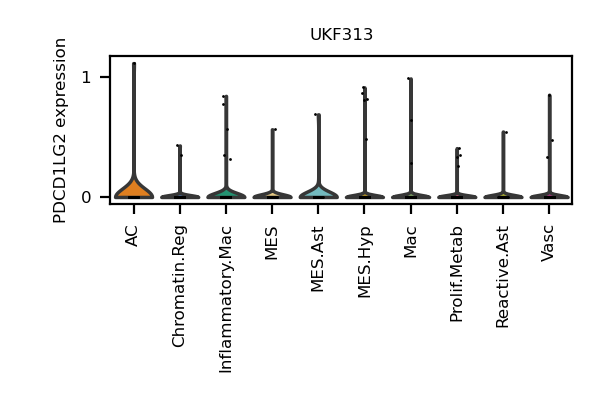 UKF313
PDCD1LG2 expression
1
0
AC
Chromatin.Reg
Inflammatory.Mac
MES
MES.Ast
MES.Hyp
Mac
Prolif.Metab
Reactive.Ast
Vasc